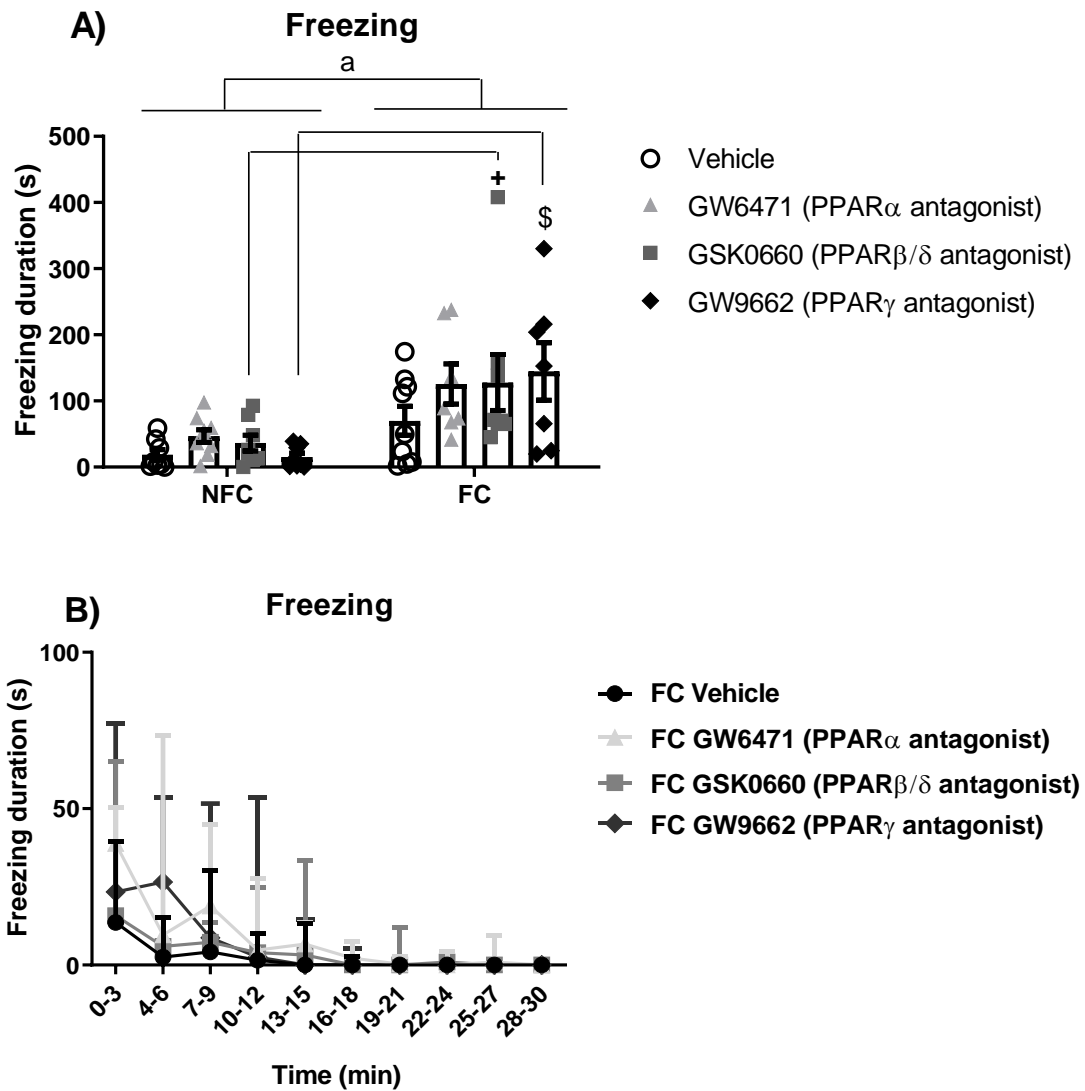 A)
Freezing
a
Freezing duration (s)
500
400
300
200
100
0
+
$
NFC
FC
Vehicle
GW6471 (PPARα antagonist)
GSK0660 (PPARβ/δ antagonist)
GW9662 (PPARγ antagonist)
B)
Freezing
Freezing duration (s)
100
50
0
0-3
4-6
7-9
10-12
13-15
16-18
19-21
22-24
25-27
28-30
Time (min)
FC Vehicle
FC GW6471 (PPARα antagonist)
FC GSK0660 (PPARβ/δ antagonist)
FC GW9662 (PPARγ antagonist)